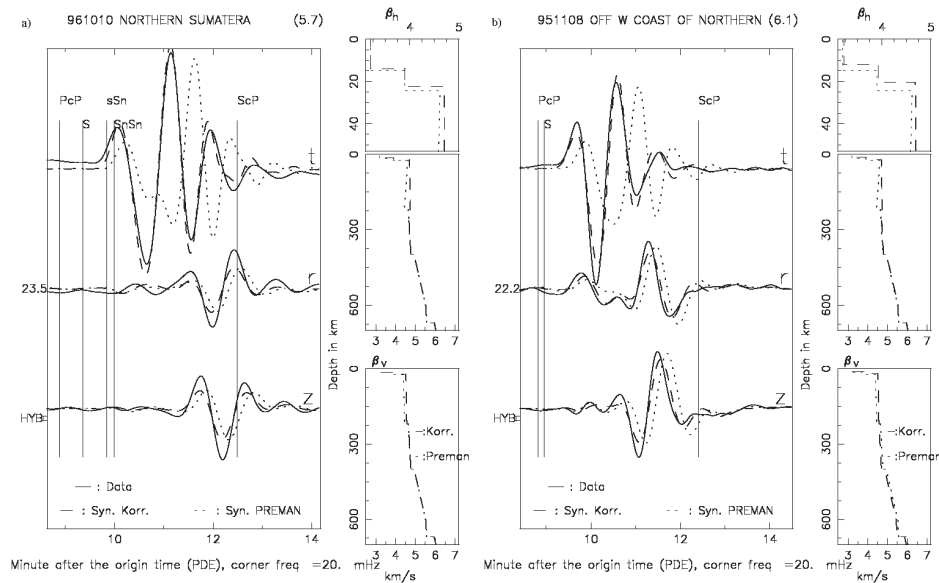 a) 961010 NORTHERN SUMATERA (5.7)
PcP sSn ScP
S SnSn
t
23.5 r
HYB Z
— : Data
— : Syn. Korr. : Syn. PREMAN
10 12 14
Minute after the origin time (PDE), corner freq =20. mHz
βh
4 5
0
20
40
0
300
600
3 4 5 6 7
Depth in km
βv
0
300
600
:Korr.
:Preman
3 4 5 6 7
km/s
b) 951108 OFF W COAST OF NORTHERN (6.1)
PcP ScP
S
t
22.2 r
HYB Z
— : Data
— : Syn. Korr. : Syn. PREMAN
10 12 14
Minute after the origin time (PDE), corner freq =20. mHz
βh
4 5
0
20
40
0
300
600
3 4 5 6 7
Depth in km
βv
0
300
600
:Korr.
:Preman
3 4 5 6 7
km/s